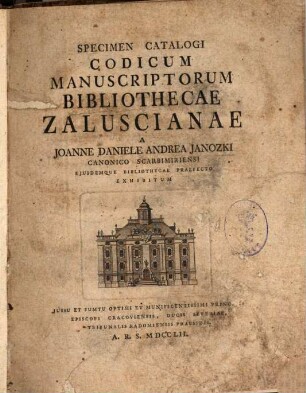 SPECIMEN CATALOGI
CODICUM
MANUSCRIPTORUM
BIBLIOTHECAE
ZALUSCIANAE
A
JOANNE DANIELE ANDREA JANOZKI
CANONICO SCARBIMIRIENSI
EJUSDEMQUE BIBLIOTHECAE PRAEFECTO
EXHIBITUM
JUSSU ET SUMTU OPTIMI ET MUNIFICENTISSIMI
EPISCOPI CRACOVIENSIS, DUCIS SEVERIAE,
TRIBUNALIS RADOMIENSIS PRAESIDIS
A. R. S. MDCCLII.